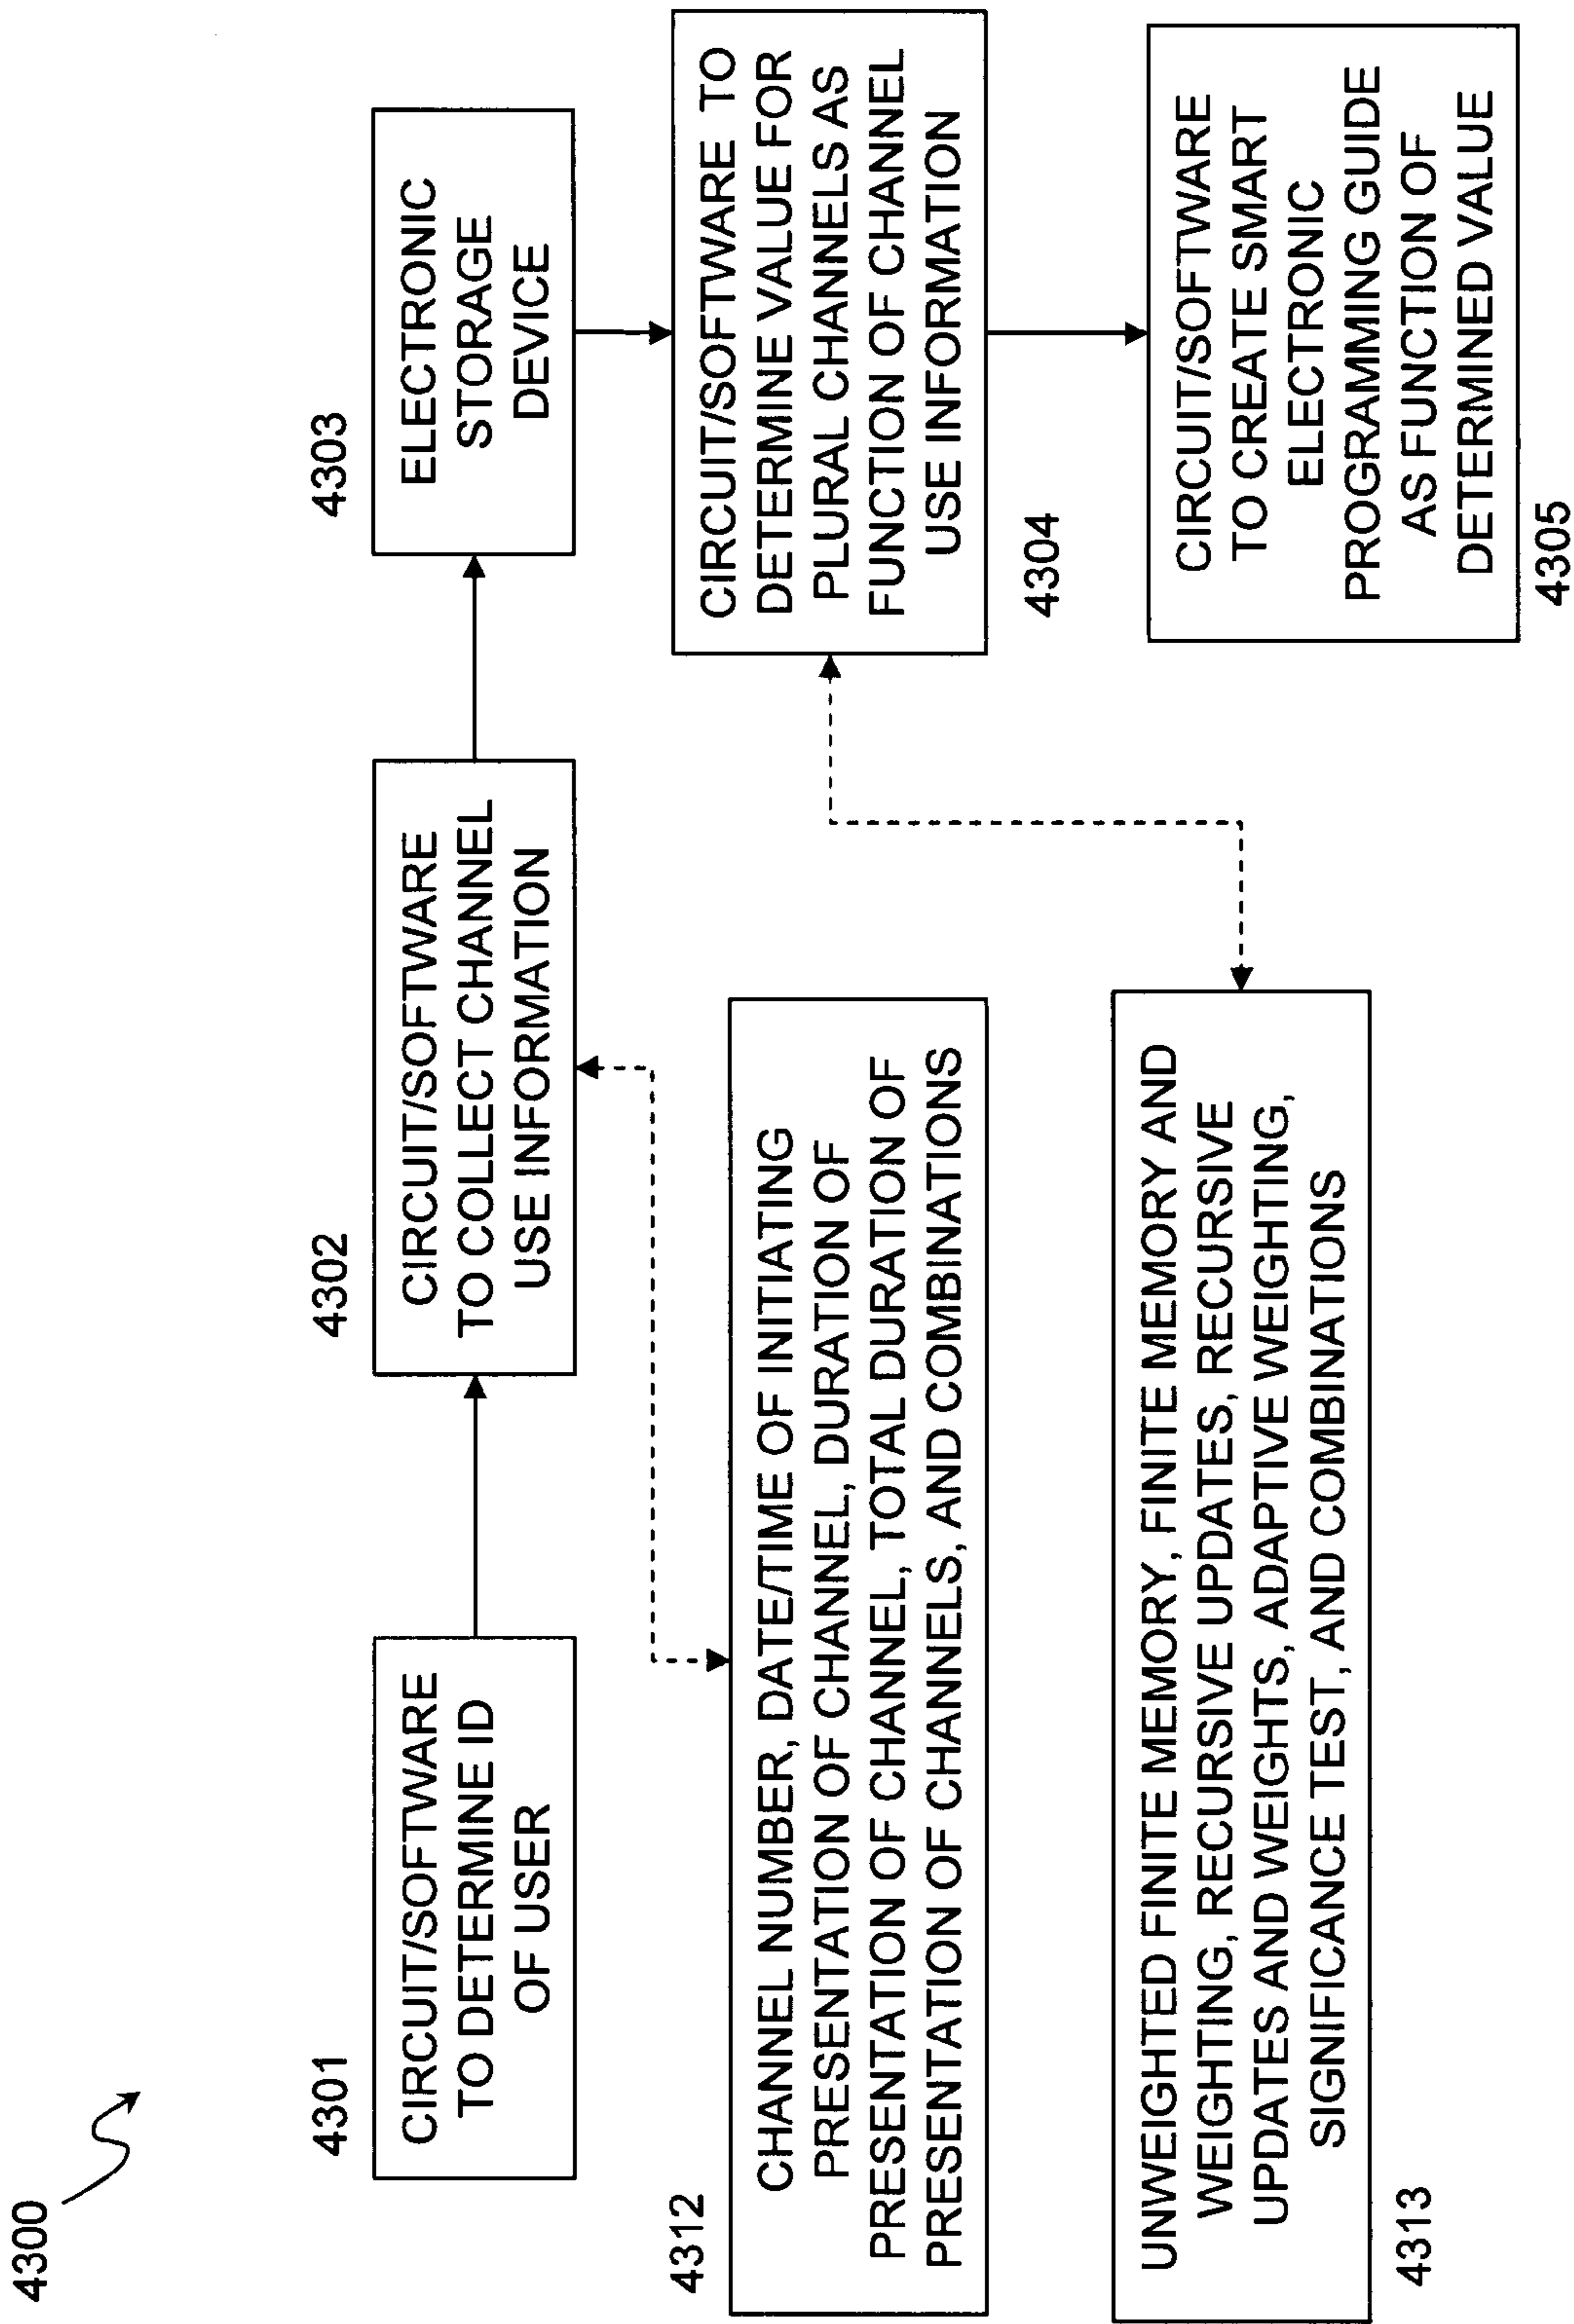 4300
4301
CIRCUIT/SOFTWARE
TO DETERMINE ID
OF USER
4302
CIRCUIT/SOFTWARE
TO COLLECT CHANNEL
USE INFORMATION
4303
ELECTRONIC
STORAGE
DEVICE
4312
CHANNEL NUMBER, DATE/TIME OF INITIATING
PRESENTATION OF CHANNEL, DURATION OF
PRESENTATION OF CHANNEL, TOTAL DURATION OF
PRESENTATION OF CHANNELS, AND COMBINATIONS
CIRCUIT/SOFTWARE TO
DETERMINE VALUE FOR
PLURAL CHANNELS AS
FUNCTION OF CHANNEL
USE INFORMATION
4304
4313
UNWEIGHTED FINITE MEMORY, FINITE MEMORY AND
WEIGHTING, RECURSIVE UPDATES, RECURSIVE
UPDATES AND WEIGHTS, ADAPTIVE WEIGHTING,
SIGNIFICANCE TEST, AND COMBINATIONS
CIRCUIT/SOFTWARE
TO CREATE SMART
ELECTRONIC
PROGRAMMING GUIDE
AS FUNCTION OF
DETERMINED VALUE
4305